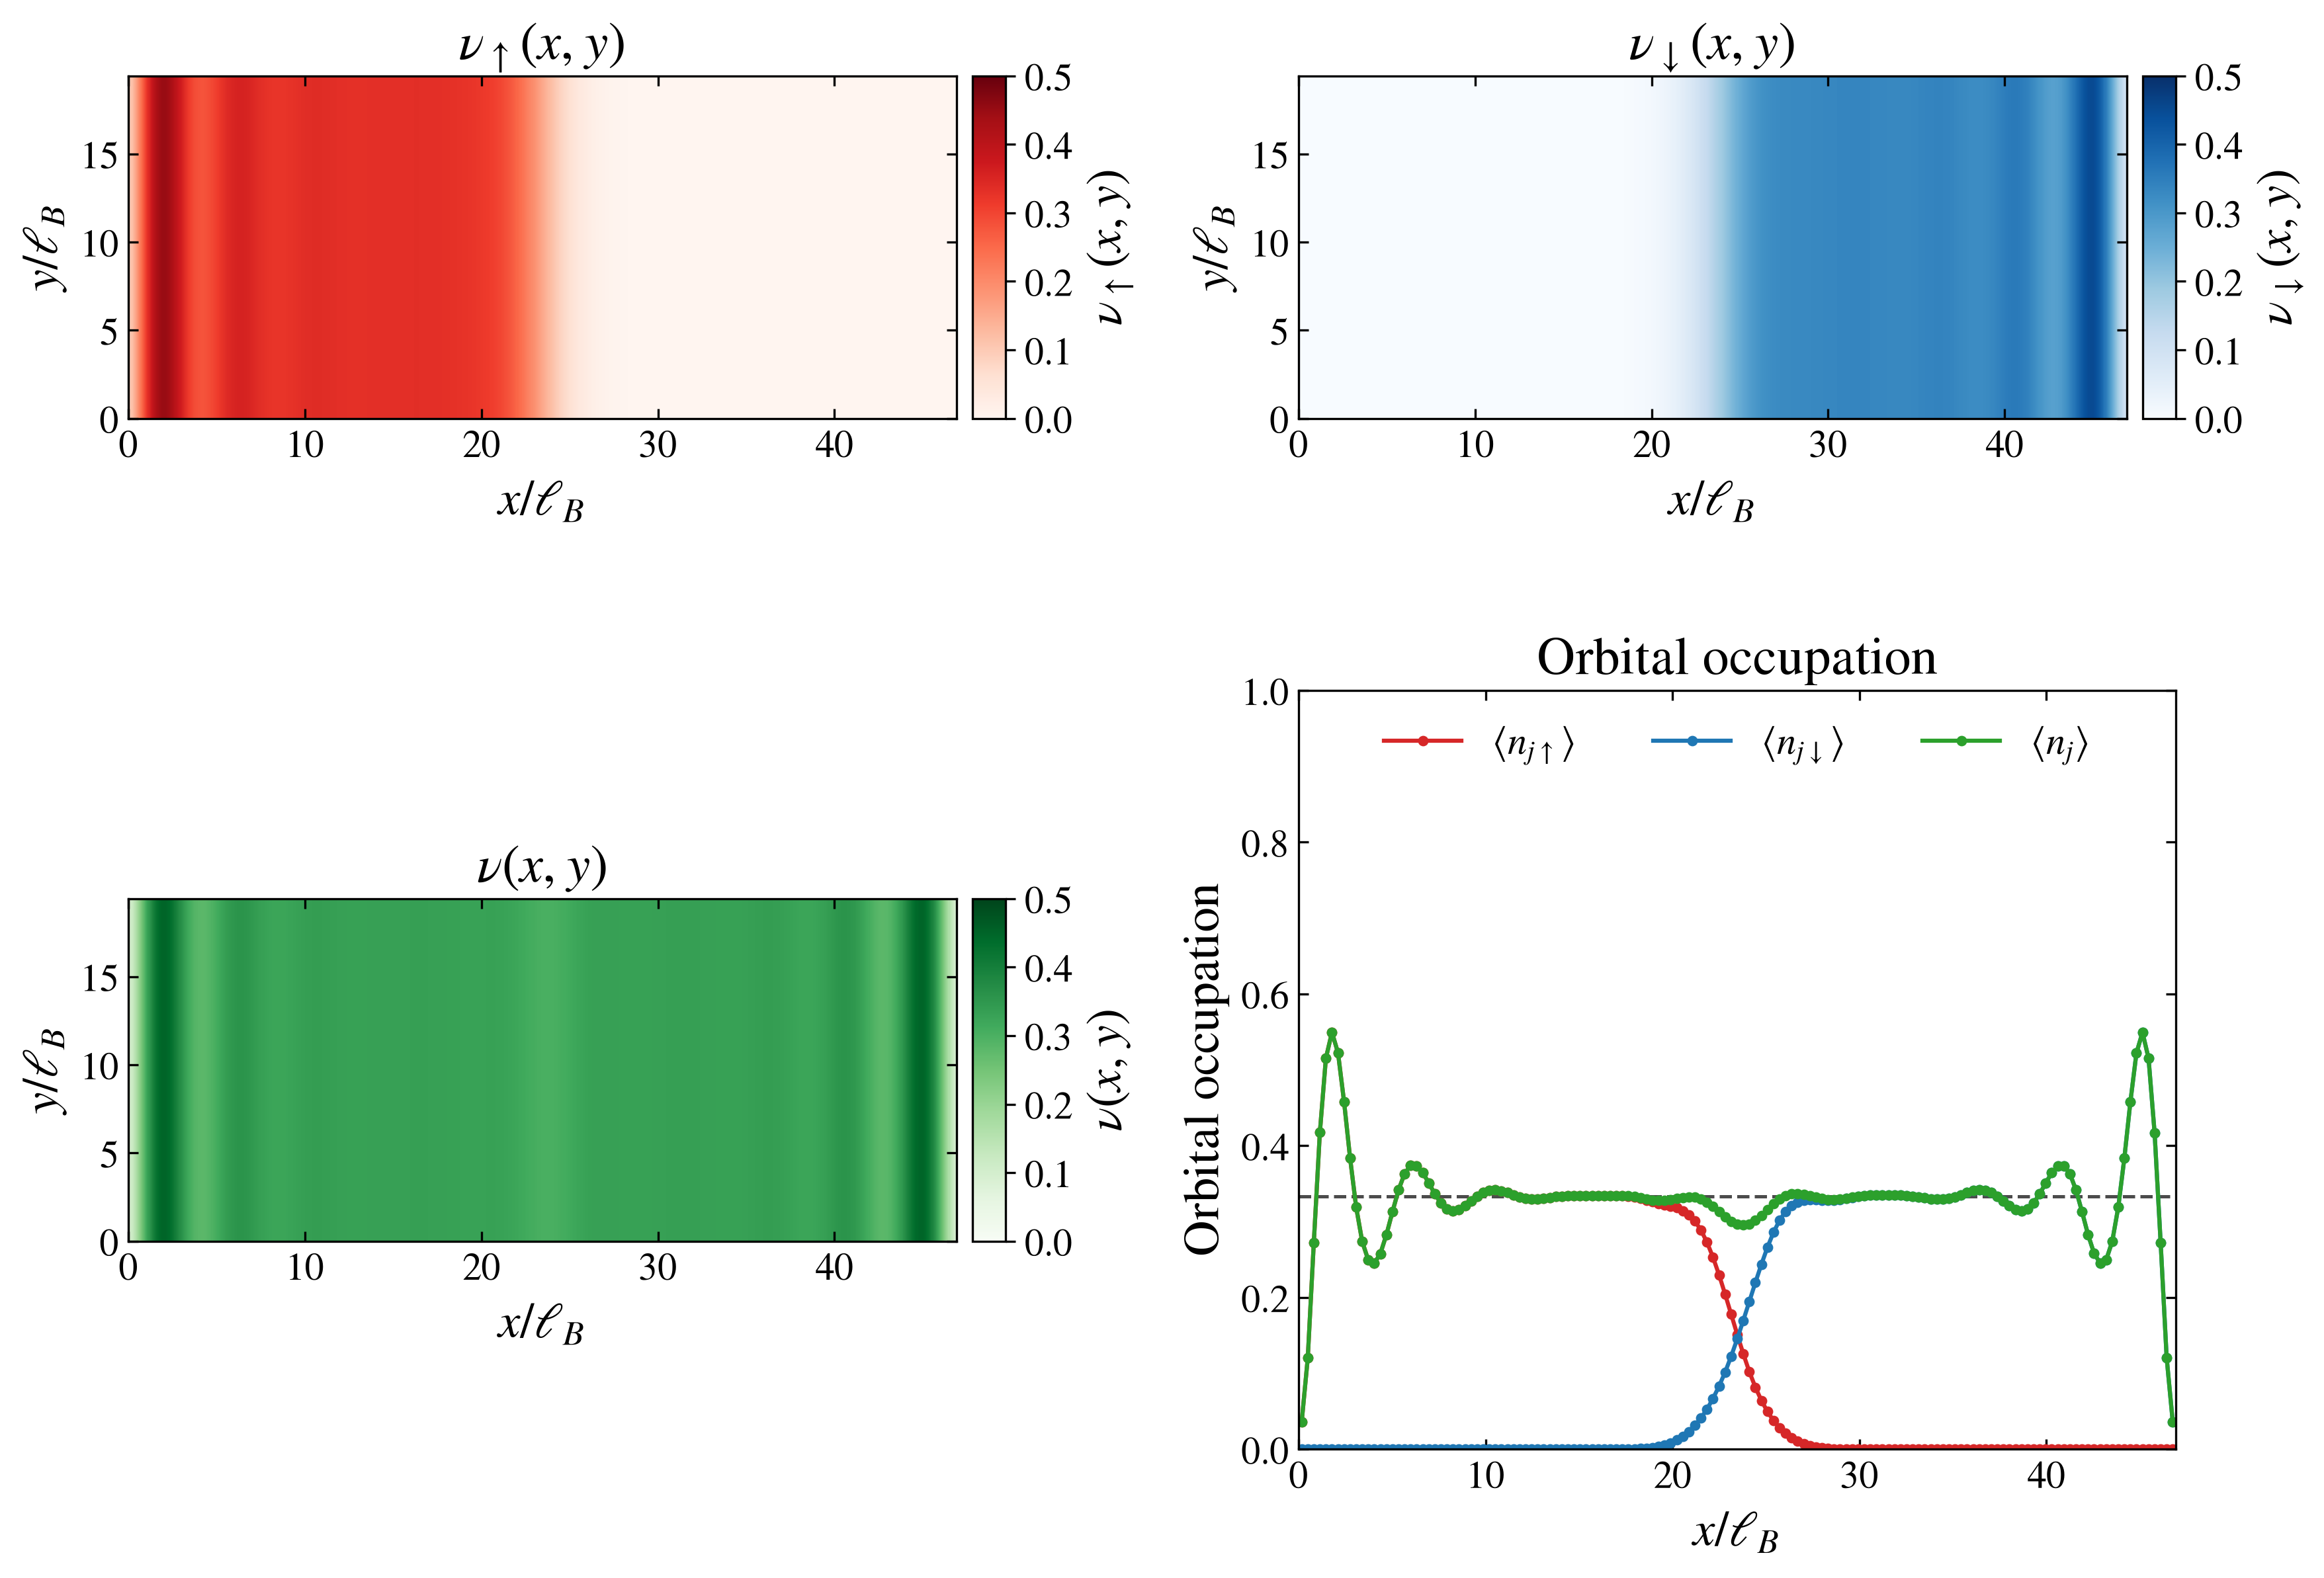 ν↑(x, y)
0.5
0.4
0.3
0.2
0.1
0.0
ν↑(x, y)
15
10
5
0
y/ℓB
0 10 20 30 40
x/ℓB
ν↓(x, y)
0.5
0.4
0.3
0.2
0.1
0.0
ν↓(x, y)
15
10
5
0
y/ℓB
0 10 20 30 40
x/ℓB
ν(x, y)
0.5
0.4
0.3
0.2
0.1
0.0
ν(x, y)
15
10
5
0
y/ℓB
0 10 20 30 40
x/ℓB
Orbital occupation
⟨nj↑⟩ ⟨nj↓⟩ ⟨nj⟩
1.0
0.8
0.6
0.4
0.2
0.0
Orbital occupation
0 10 20 30 40
x/ℓB